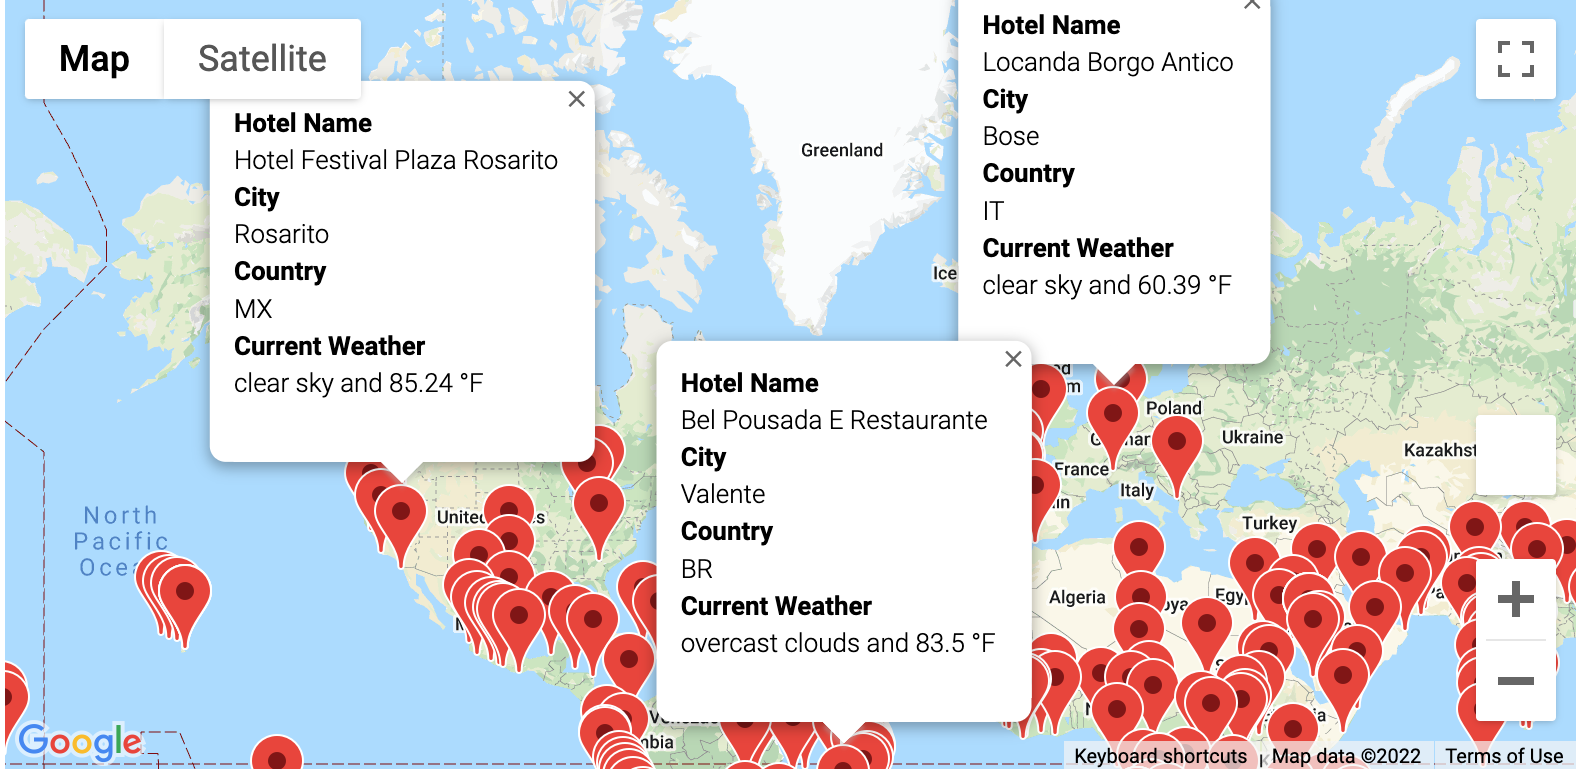 Map
Satellite
Hotel Name
Hotel Festival Plaza Rosarito
City
Rosarito
Country
MX
Current Weather
clear sky and 85.24 °F
Hotel Name
Locanda Borgo Antico
City
Bose
Country
IT
Current Weather
clear sky and 60.39 °F
Hotel Name
Bel Pousada E Restaurante
City
Valente
Country
BR
Current Weather
overcast clouds and 83.5 °F
Greenland
Ice
Poland
Ukraine
Kazakhst
France
Italy
Turkey
Algeria
North
Pacific
Google
Keyboard shortcuts
Map data ©2022
Terms of Use